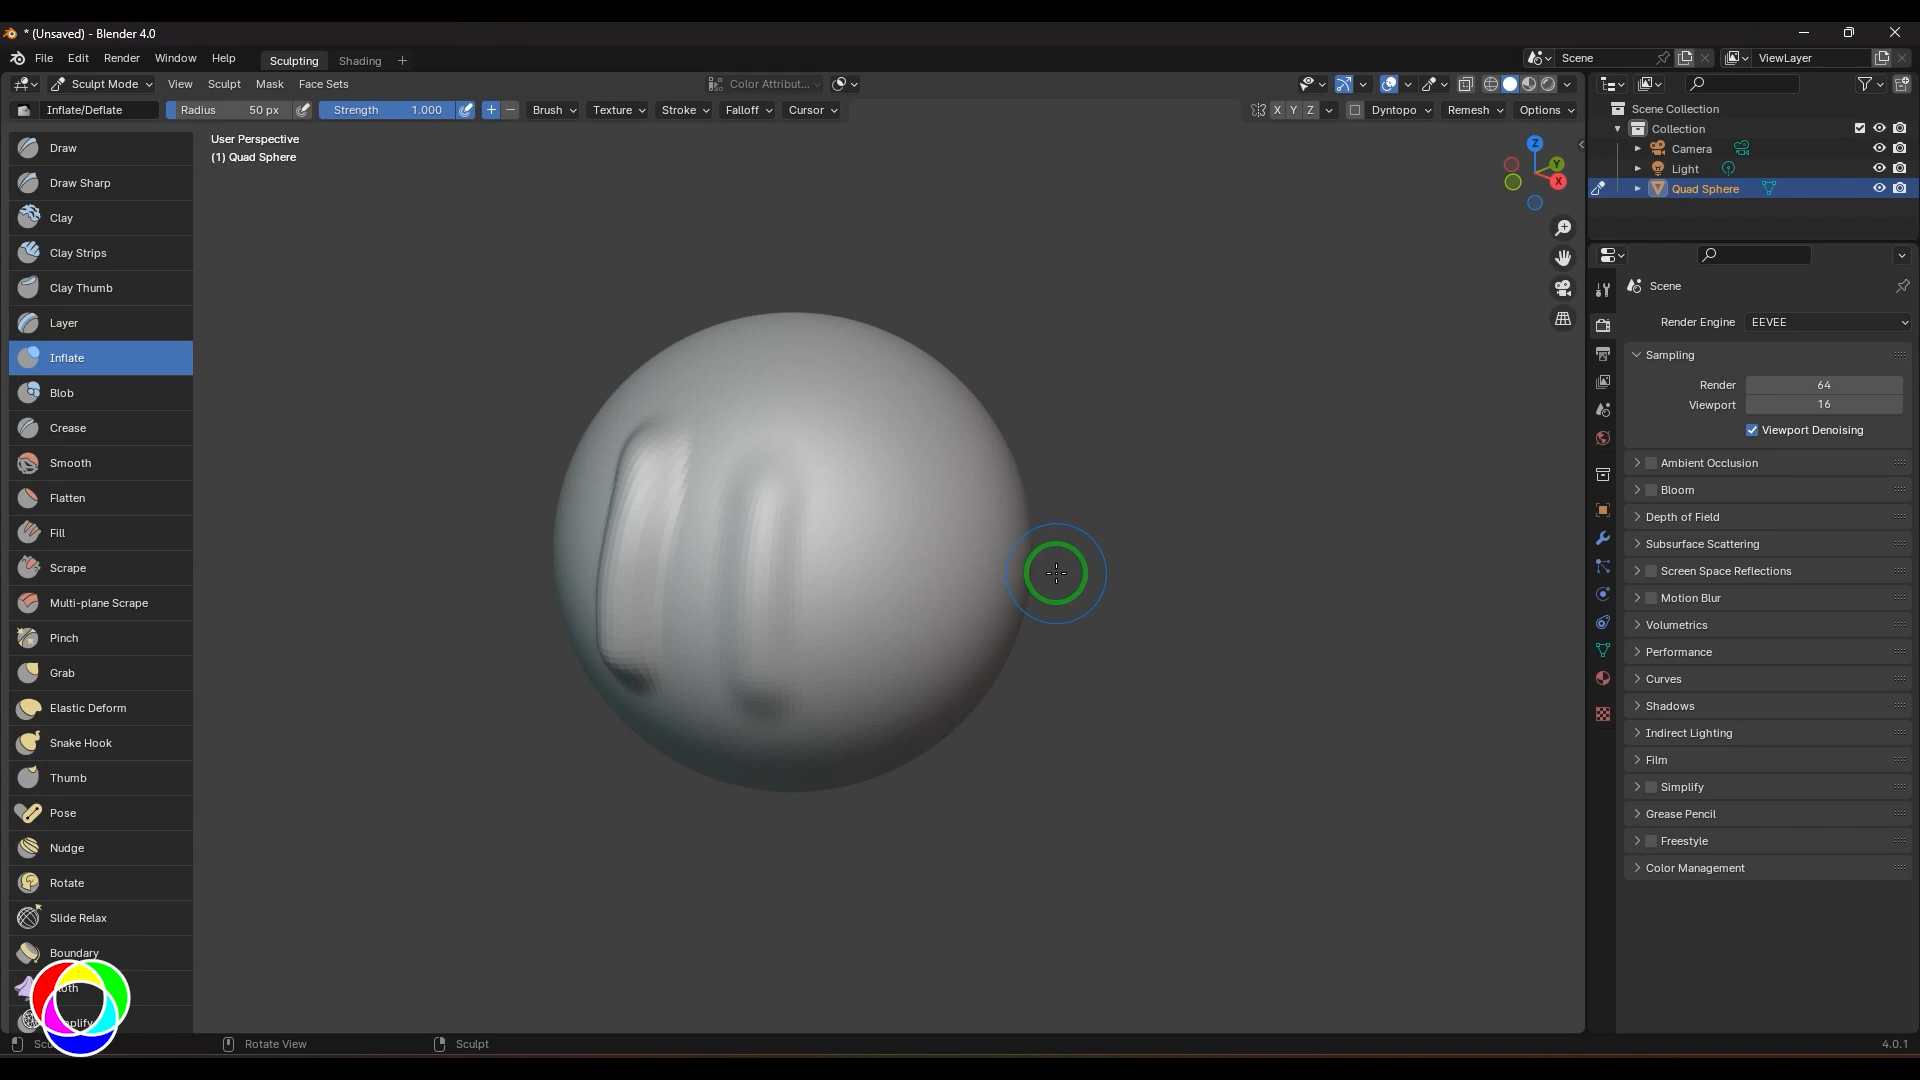 * (Unsaved) - Blender 4.0
File Edit Render Window Help Sculpting Shading + Scene ViewLayer
Sculpt Mode View Sculpt Mask Face Sets Color Attribut...
Inflate/Deflate Radius 50 px Strength 1.000 Brush Texture Stroke Falloff Cursor X Y Z Dyntopo Remesh Options
User Perspective
(1) Quad Sphere
Z
Y
X
Draw
Draw Sharp
Clay
Clay Strips
Clay Thumb
Layer
Inflate
Blob
Crease
Smooth
Flatten
Fill
Scrape
Multi-plane Scrape
Pinch
Grab
Elastic Deform
Snake Hook
Thumb
Pose
Nudge
Rotate
Slide Relax
Boundary
Scene Collection
Collection
Camera
Light
Quad Sphere
Scene
Render Engine EEVEE
Sampling
Render 64
Viewport 16
Viewport Denoising
Ambient Occlusion
Bloom
Depth of Field
Subsurface Scattering
Screen Space Reflections
Motion Blur
Volumetrics
Performance
Curves
Shadows
Indirect Lighting
Film
Simplify
Grease Pencil
Freestyle
Color Management
Rotate View Sculpt 4.0.1